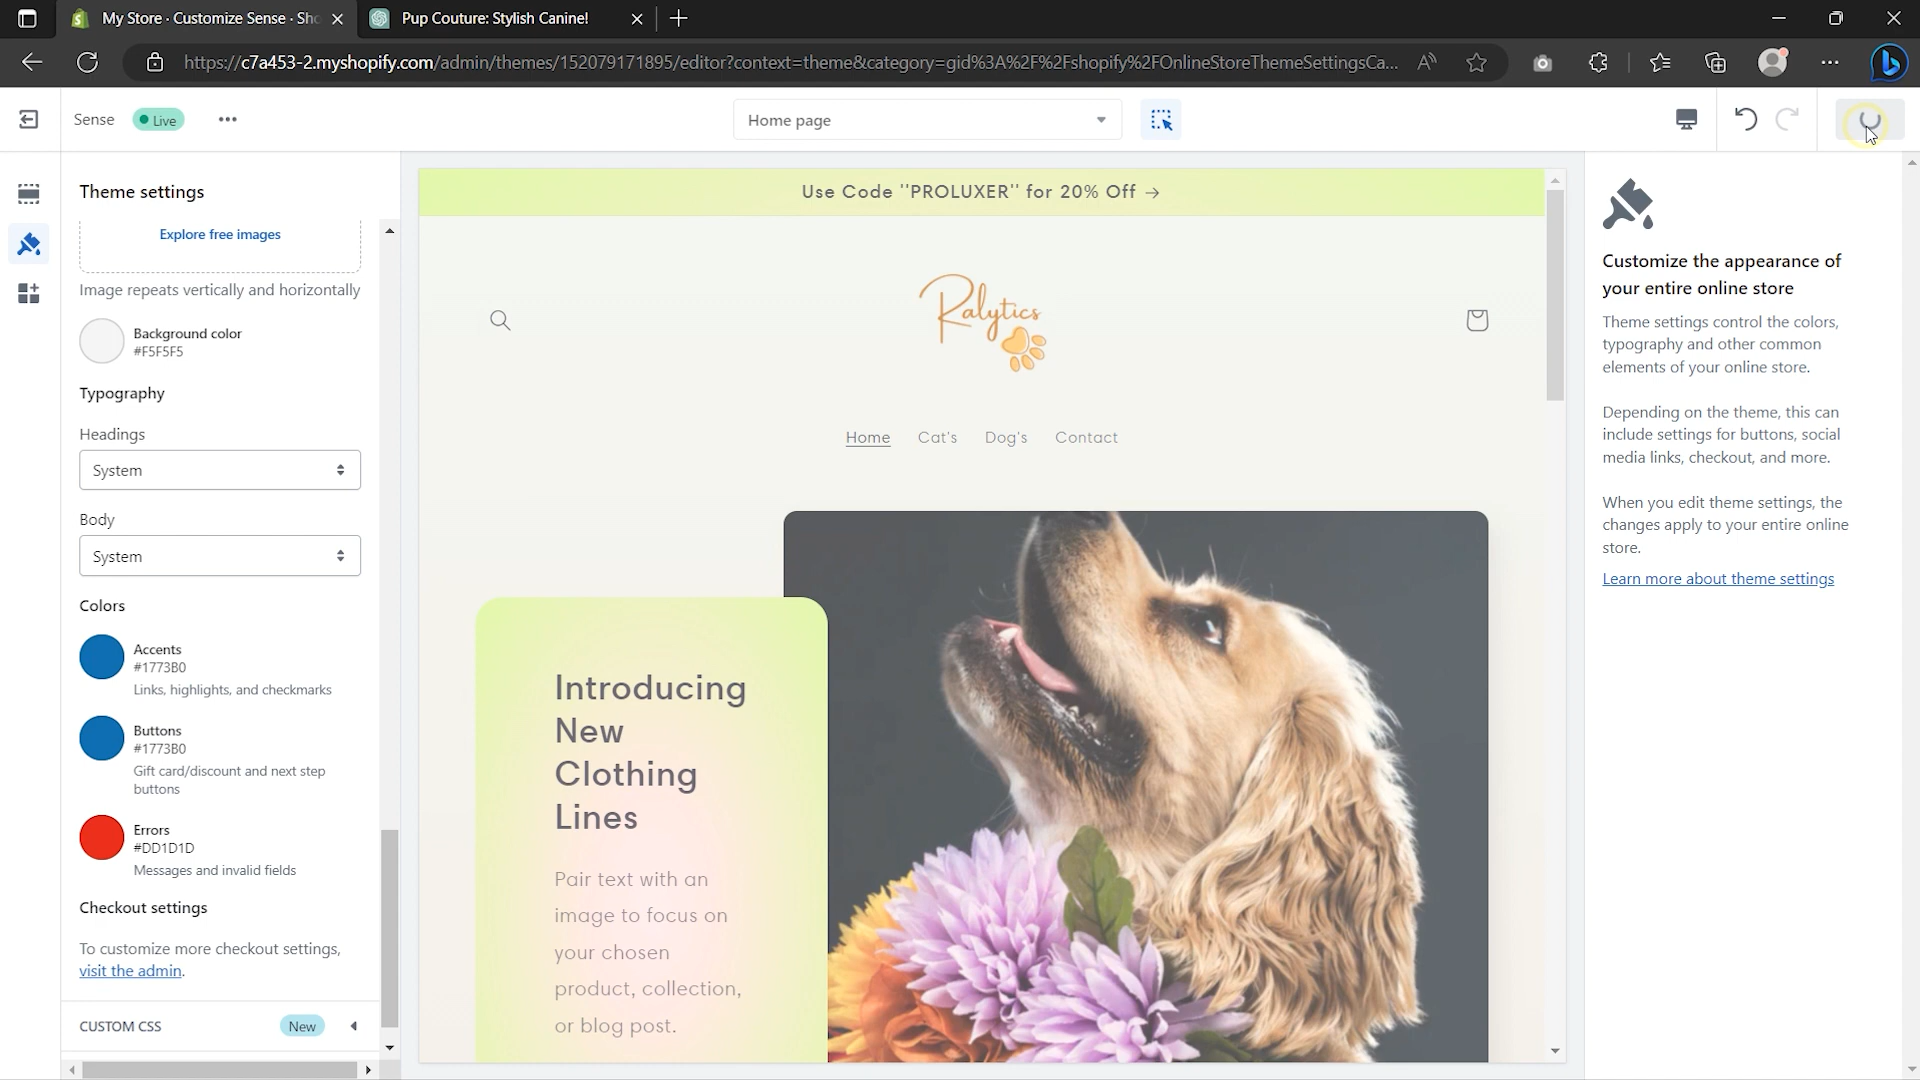 My Store · Customize Sense · Sho
Pup Couture: Stylish Canine!
https://c7a453-2.myshopify.com/admin/themes/152079171895/editor?context=theme&category=gid%3A%2F%2Fshopify%2FOnlineStoreThemeSettingsCa...
Sense
Live
Home page
Theme settings
Explore free images
Image repeats vertically and horizontally
Background color
#F5F5F5
Typography
Headings
System
Body
System
Colors
Accents
#1773B0
Links, highlights, and checkmarks
Buttons
#1773B0
Gift card/discount and next step
buttons
Errors
#DD1D1D
Messages and invalid fields
Checkout settings
To customize more checkout settings,
visit the admin.
CUSTOM CSS
New
Use Code "PROLUXER" for 20% Off →
Ralytics
Home
Cat's
Dog's
Contact
Introducing
New
Clothing
Lines
Pair text with an
image to focus on
your chosen
product, collection,
or blog post.
Customize the appearance of
your entire online store
Theme settings control the colors,
typography and other common
elements of your online store.
Depending on the theme, this can
include settings for buttons, social
media links, checkout, and more.
When you edit theme settings, the
changes apply to your entire online
store.
Learn more about theme settings